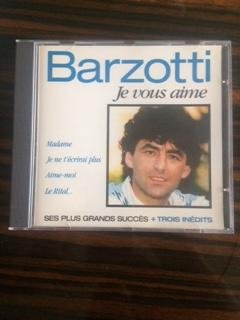 Barzotti
Je vous aime
Madame
Je ne t'écrirai plus
Aime-moi
Le Rital...
SES PLUS GRANDS SUCCÈS + TROIS INÉDITS